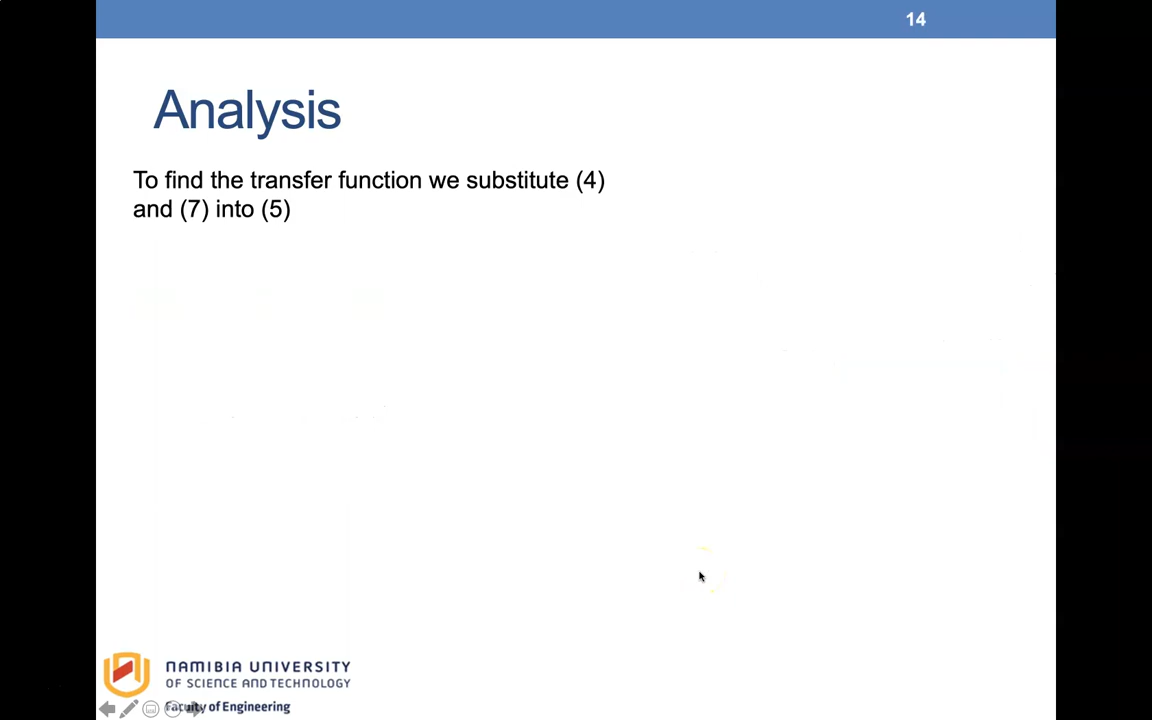 14
Analysis
To find the transfer function we substitute (4)
and (7) into (5)
NAMIBIA UNIVERSITY
OF SCIENCE AND TECHNOLOGY
Faculty of Engineering